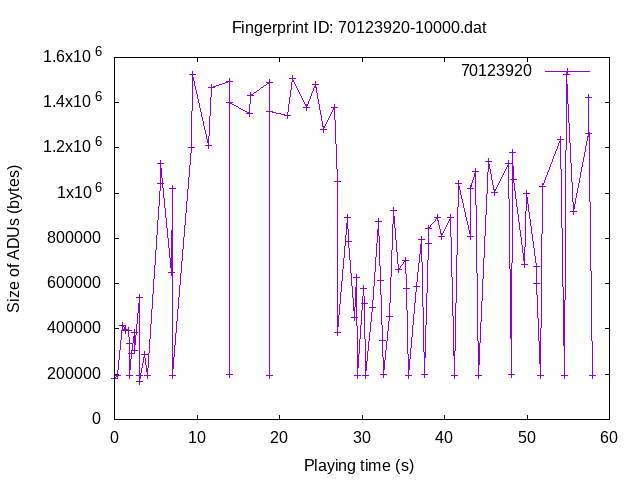 Fingerprint ID: 70123920-10000.dat
70123920
1.6x10^6
1.4x10^6
1.2x10^6
1x10^6
800000
600000
400000
200000
0
Size of ADUs (bytes)
0 10 20 30 40 50 60
Playing time (s)